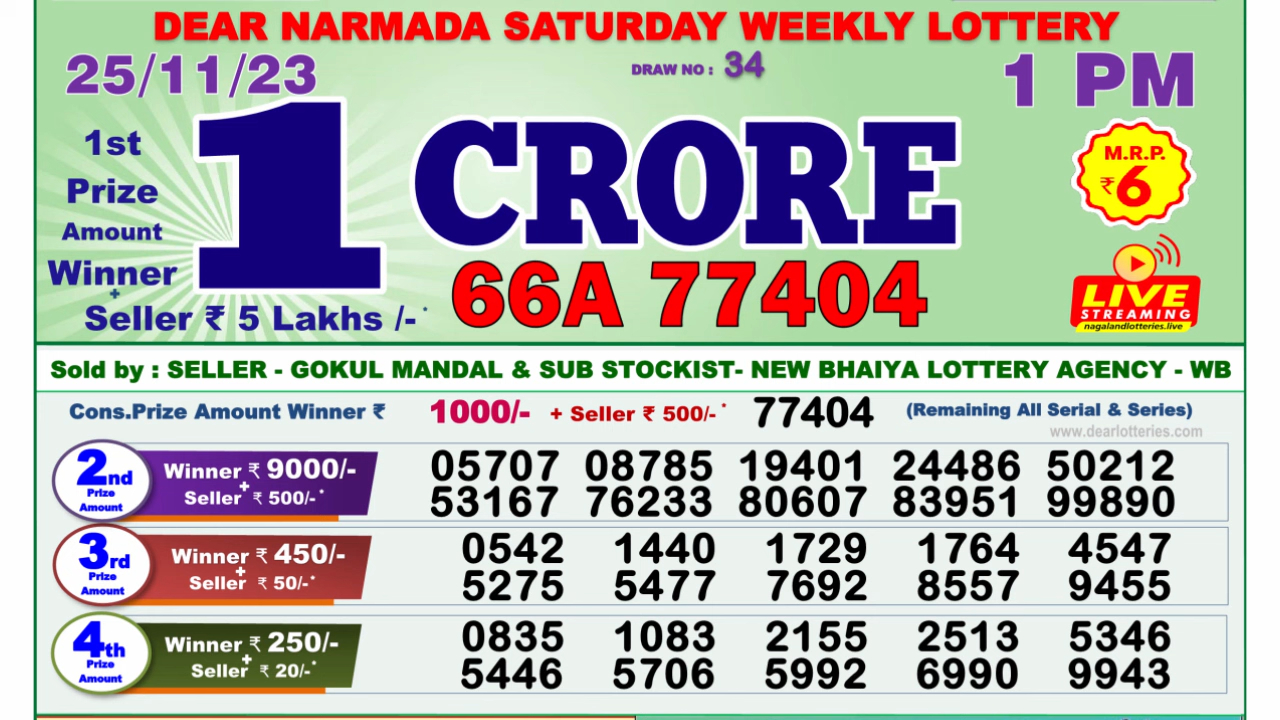 DEAR NARMADA SATURDAY WEEKLY LOTTERY
25/11/23
DRAW NO : 34
1 PM
1st
Prize
Amount
Winner
+
Seller ₹ 5 Lakhs /-*
1 CRORE
66A 77404
M.R.P.
₹6
LIVE
STREAMING
nagalandlotteries.live
Sold by : SELLER - GOKUL MANDAL & SUB STOCKIST- NEW BHAIYA LOTTERY AGENCY - WB
Cons.Prize Amount Winner ₹ 1000/- + Seller ₹ 500/-* 77404 (Remaining All Serial & Series)
www.dearlotteries.com
2nd
Prize
Amount
Winner ₹ 9000/-
+
Seller ₹ 500/-*
05707 08785 19401 24486 50212
53167 76233 80607 83951 99890
3rd
Prize
Amount
Winner ₹ 450/-
+
Seller ₹ 50/-*
0542 1440 1729 1764 4547
5275 5477 7692 8557 9455
4th
Prize
Amount
Winner ₹ 250/-
+
Seller ₹ 20/-*
0835 1083 2155 2513 5346
5446 5706 5992 6990 9943